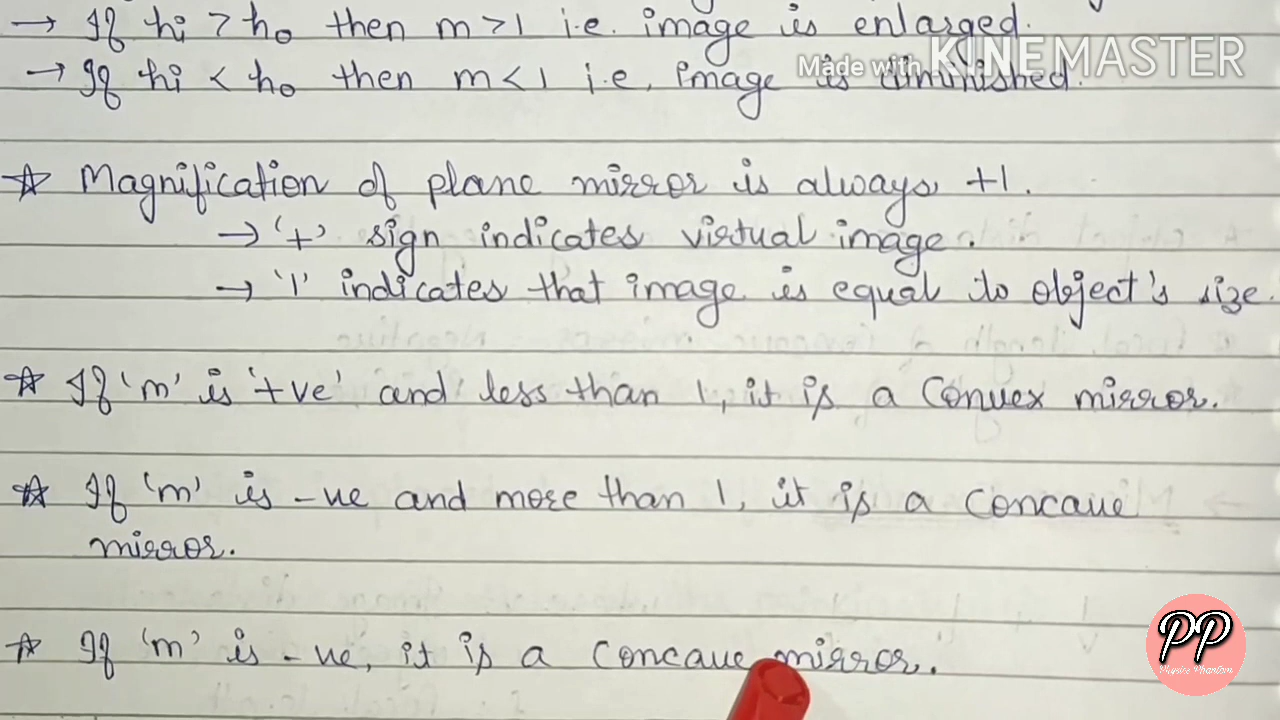 → If hi > ho then m > 1 i.e. image is enlarged.
Made with KINEMASTER
→ If hi < ho then m < 1 i.e, image is diminished.
☆ Magnification of plane mirror is always +1.
→ '+' sign indicates virtual image.
→ '1' indicates that image is equal to object's size.
☆ If 'm' is '+ve' and less than 1, it is a convex mirror.
☆ If 'm' is -ve and more than 1, it is a concave
mirror.
☆ If 'm' is -ve, it is a concave mirror.
PP
Physics Phantom